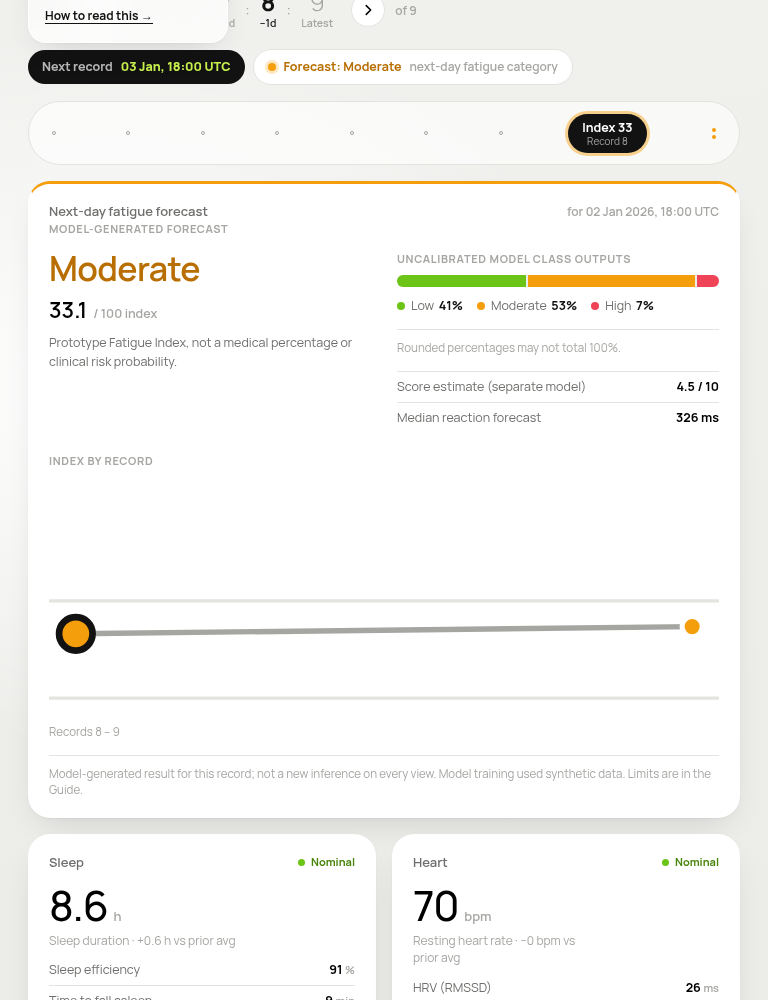 How to read this →
d : 8 : 9
-1d Latest
of 9
Next record 03 Jan, 18:00 UTC
Forecast: Moderate next-day fatigue category
Index 33
Record 8
Next-day fatigue forecast
for 02 Jan 2026, 18:00 UTC
MODEL-GENERATED FORECAST
Moderate
33.1 / 100 index
Prototype Fatigue Index, not a medical percentage or
clinical risk probability.
UNCALIBRATED MODEL CLASS OUTPUTS
Low 41% Moderate 53% High 7%
Rounded percentages may not total 100%.
Score estimate (separate model) 4.5 / 10
Median reaction forecast 326 ms
INDEX BY RECORD
Records 8 – 9
Model-generated result for this record; not a new inference on every view. Model training used synthetic data. Limits are in the
Guide.
Sleep Nominal
8.6 h
Sleep duration · +0.6 h vs prior avg
Sleep efficiency 91 %
Time to fall asleep 9 min
Heart Nominal
70 bpm
Resting heart rate · −0 bpm vs
prior avg
HRV (RMSSD) 26 ms